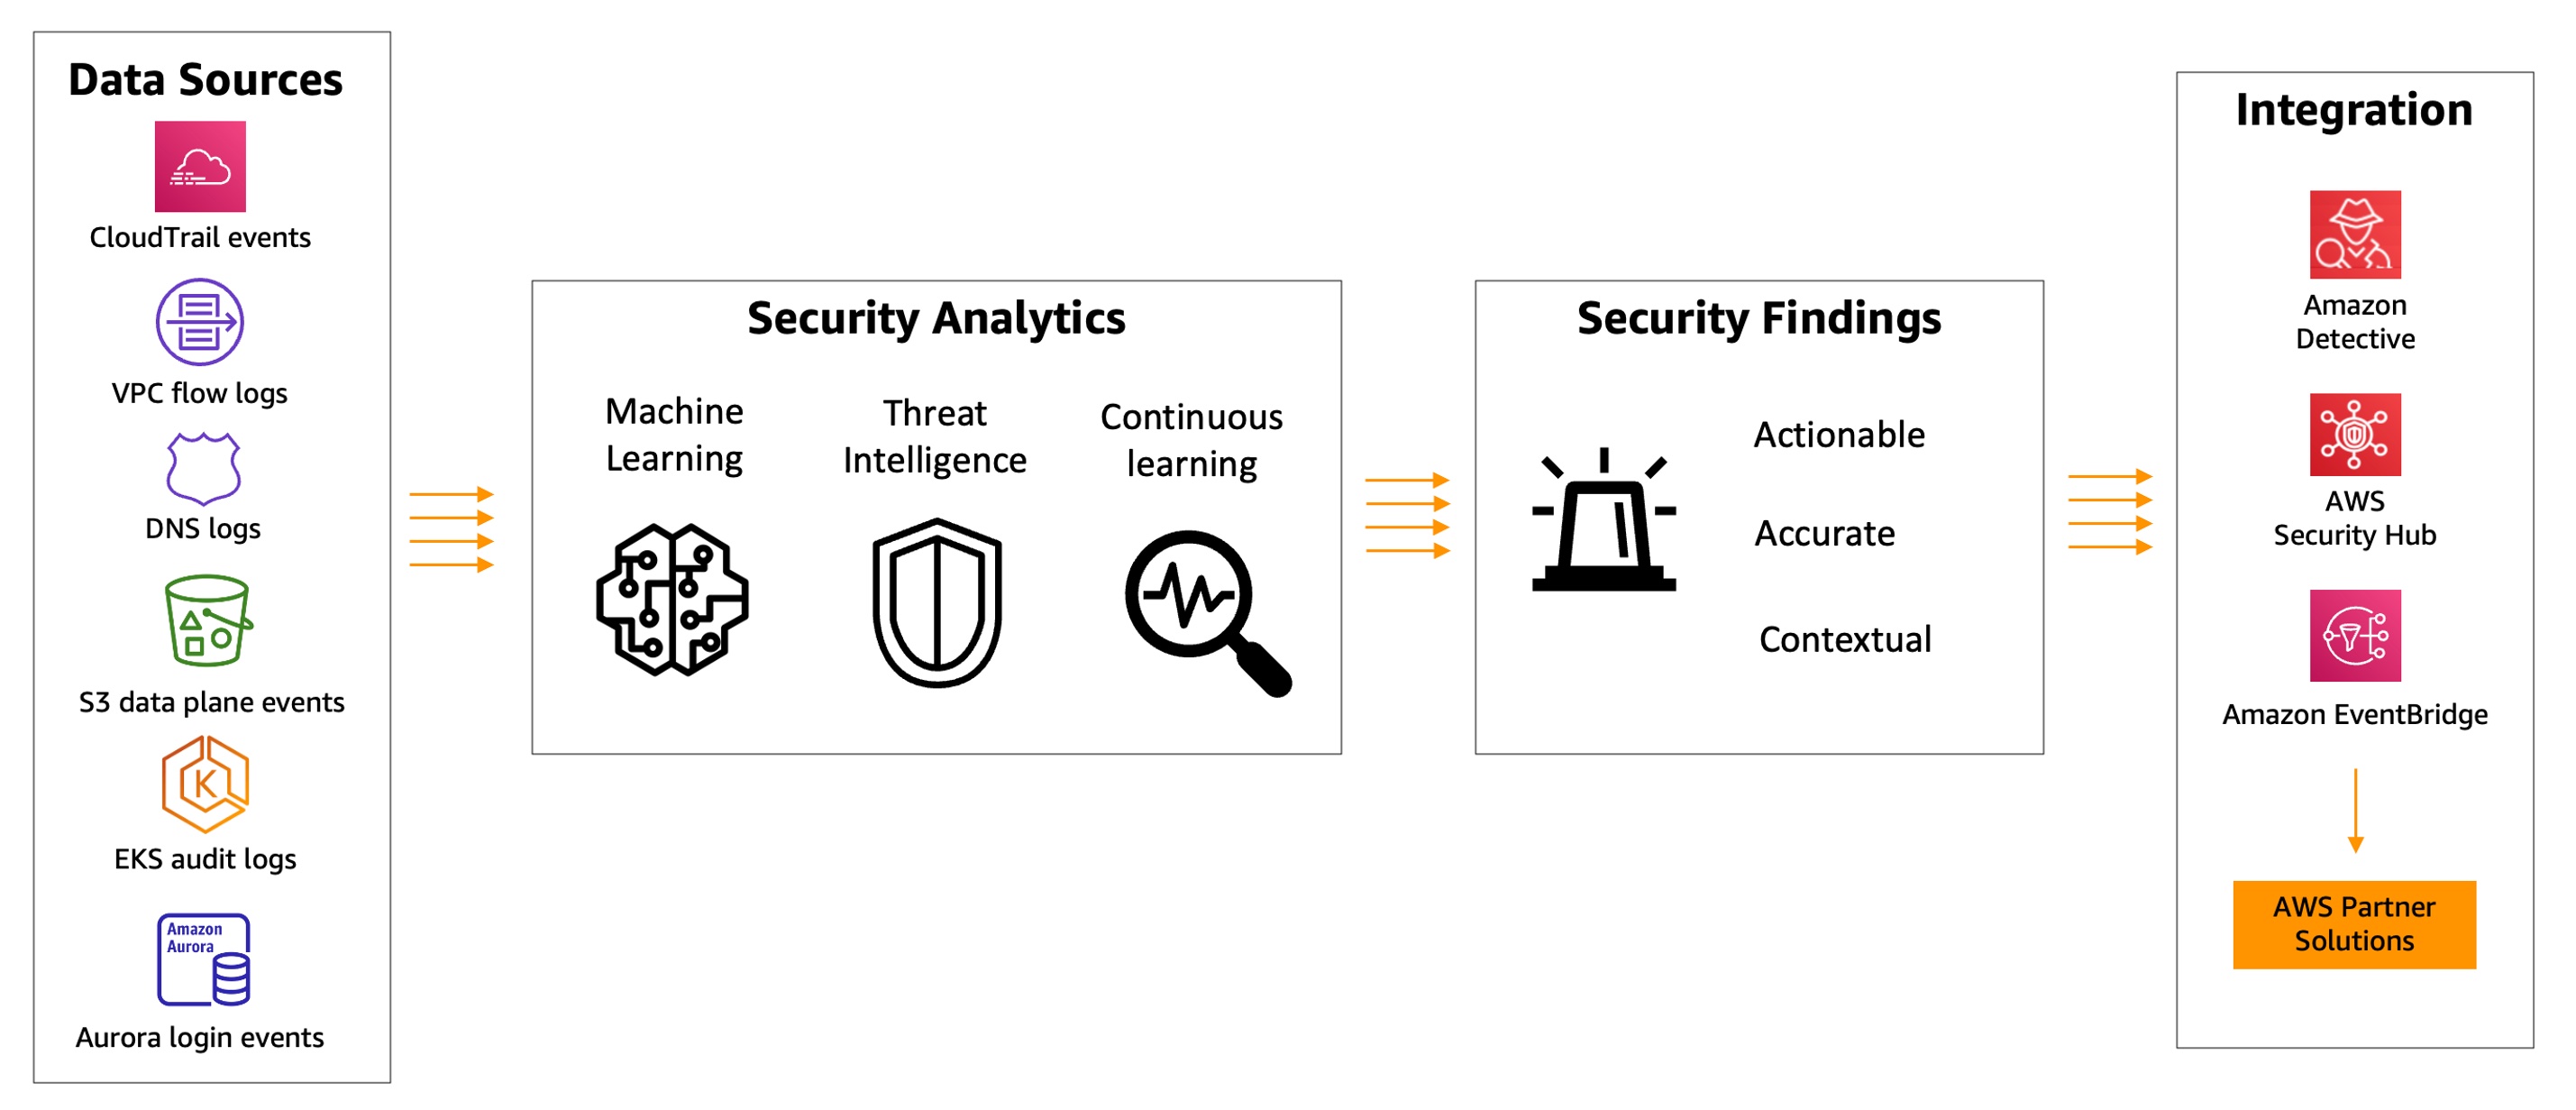 Data Sources
CloudTrail events
VPC flow logs
DNS logs
S3 data plane events
K
EKS audit logs
Amazon
Aurora
Aurora login events
Security Analytics
Machine
Learning
Threat
Intelligence
Continuous
learning
Security Findings
Actionable
Accurate
Contextual
Integration
Amazon
Detective
AWS
Security Hub
Amazon EventBridge
AWS Partner
Solutions